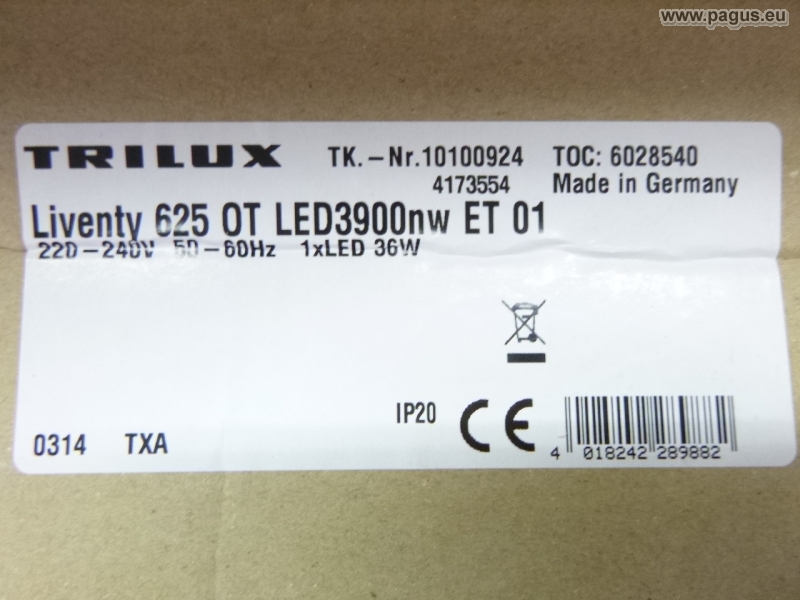 www.pagus.eu
TRILUX TK.-Nr.10100924 TOC: 6028540
4173554 Made in Germany
Liventy 625 OT LED3900nw ET 01
220-240V 50-60Hz 1xLED 36W
IP20 CE
0314 TXA
4 018242 289882